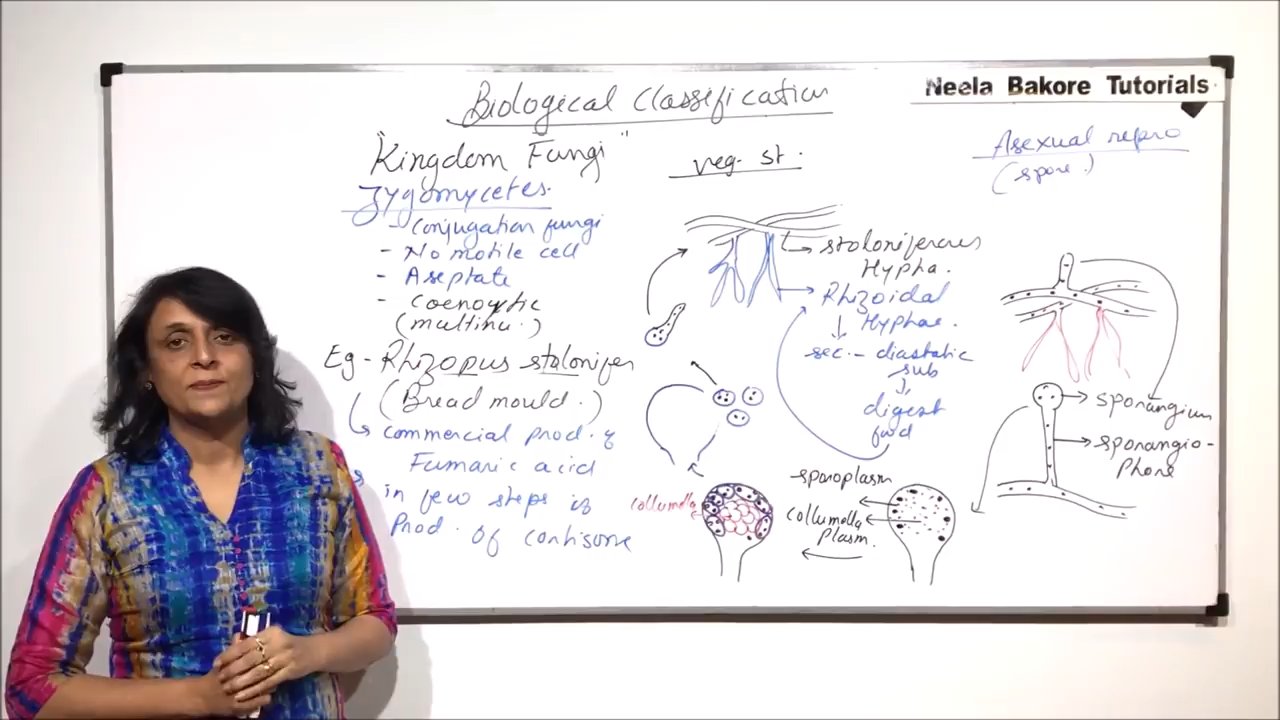 Biological Classification
Neela Bakore Tutorials
"Kingdom Fungi"
Zygomycetes.
- Conjugation fungi
- No motile cell
- Aseptate
- Coenocytic
(multinu.)
Eg - Rhizopus stolonifer
(Bread mould.)
commercial prod. of
Fumaric acid
in few steps of
Prod. of cortisone
veg. st.
stoloniferous
Hypha.
Rhizoidal
Hyphae.
sec. - diastatic
sub
digest
food
Asexual repro
(spore.)
sporangium
sporangio-
phore
sporoplasm
collumella
plasm.
collumella